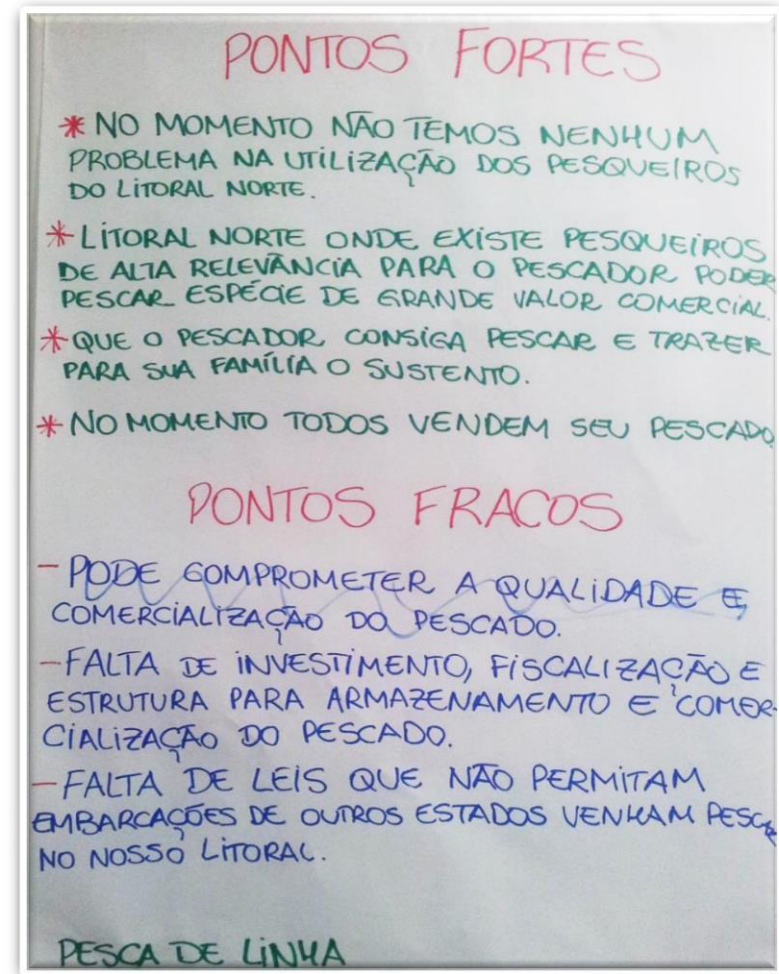 PONTOS FORTES
* NO MOMENTO NÃO TEMOS NENHUM
PROBLEMA NA UTILIZAÇÃO DOS PESQUEIROS
DO LITORAL NORTE.
* LITORAL NORTE ONDE EXISTE PESQUEIROS
DE ALTA RELEVÂNCIA PARA O PESCADOR PODER
PESCAR ESPÉCIE DE GRANDE VALOR COMERCIAL.
* QUE O PESCADOR CONSIGA PESCAR E TRAZER
PARA SUA FAMÍLIA O SUSTENTO.
* NO MOMENTO TODOS VENDEM SEU PESCADO
PONTOS FRACOS
- PODE COMPROMETER A QUALIDADE E
COMERCIALIZAÇÃO DO PESCADO.
- FALTA DE INVESTIMENTO, FISCALIZAÇÃO E
ESTRUTURA PARA ARMAZENAMENTO E COMER-
CIALIZAÇÃO DO PESCADO.
- FALTA DE LEIS QUE NÃO PERMITAM
EMBARCAÇÕES DE OUTROS ESTADOS VENHAM PESCA
NO NOSSO LITORAL.
PESCA DE LINHA